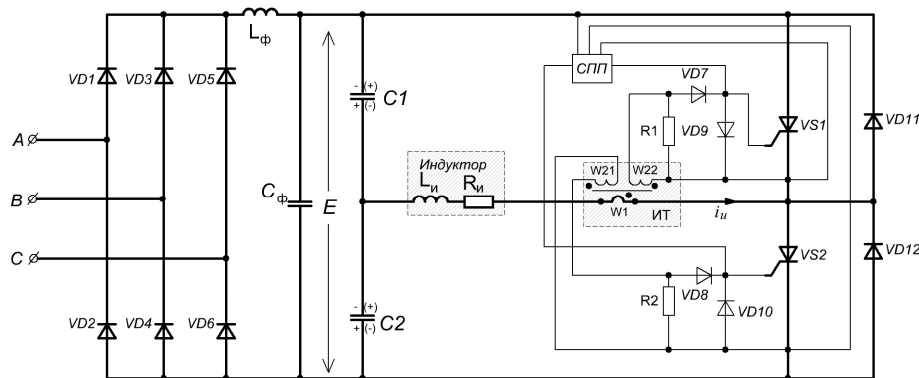 Lф
СПП
VD1
VD3
VD5
VD7
- (+)
+ (-)
C1
R1
VD9
VS1
VD11
A
Индуктор
W21
W22
Lи
Rи
B
Cф
E
W1
ИТ
iu
C
VS2
VD12
- (+)
+ (-)
C2
R2
VD8
VD10
VD2
VD4
VD6